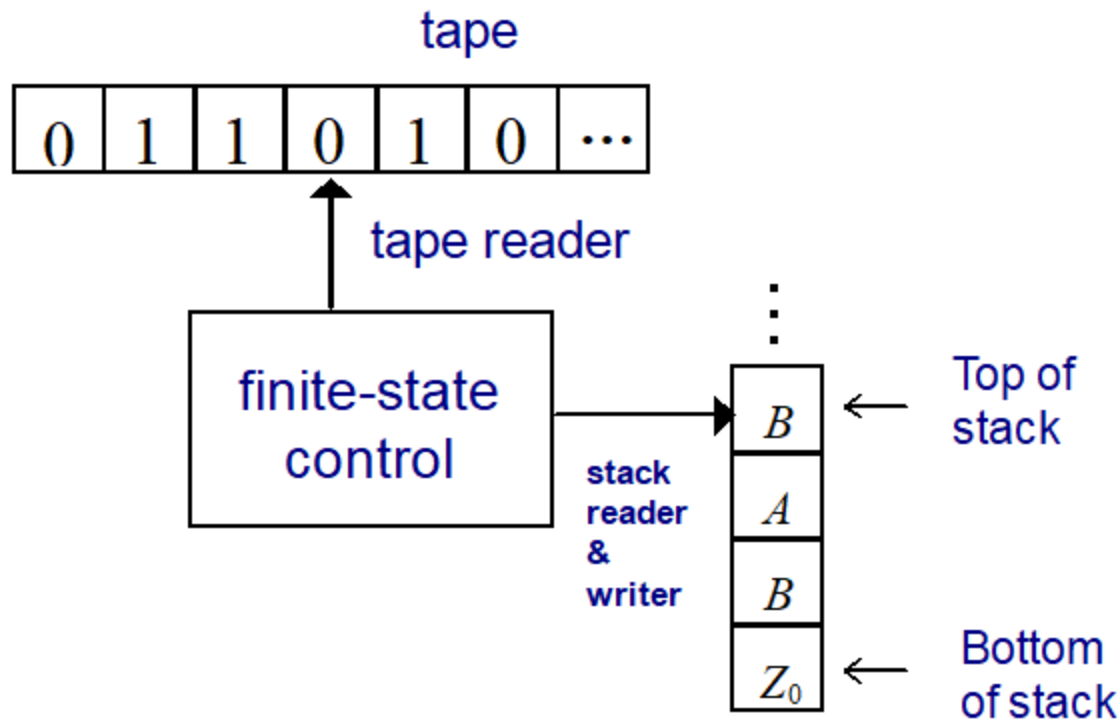 tape
0 1 1 0 1 0 ...
tape reader
finite-state
control
stack
reader
&
writer
⋮
B
A
B
Z₀
Top of
stack
Bottom
of stack